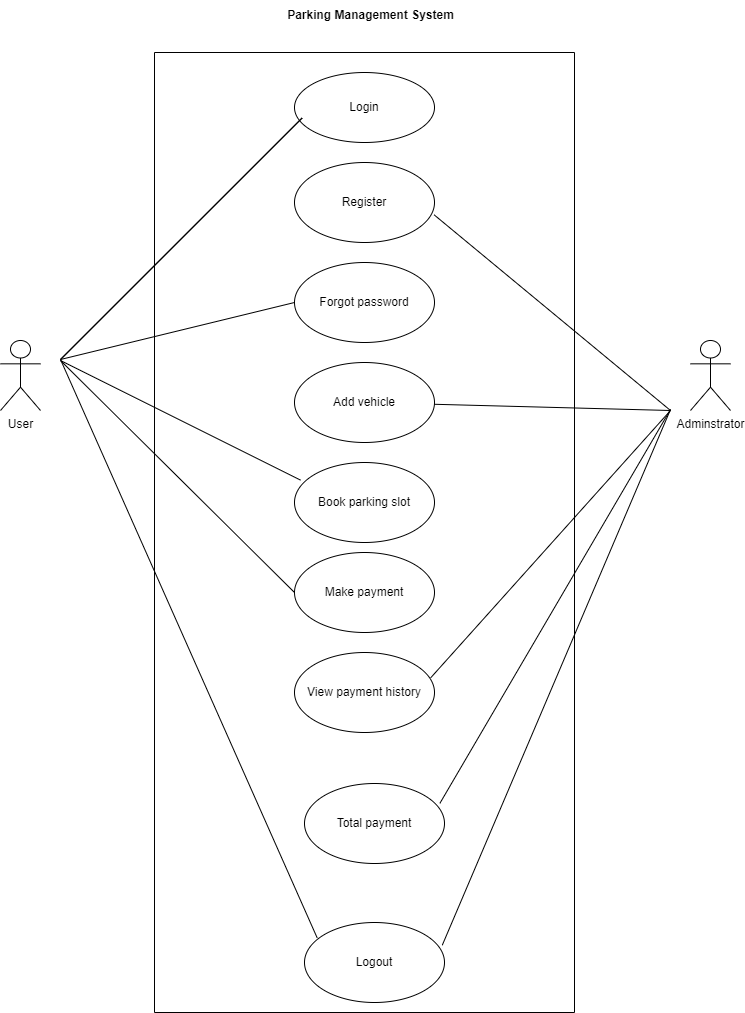 Parking Management System
Login
Register
Forgot password
Add vehicle
User
Adminstrator
Book parking slot
Make payment
View payment history
Total payment
Logout